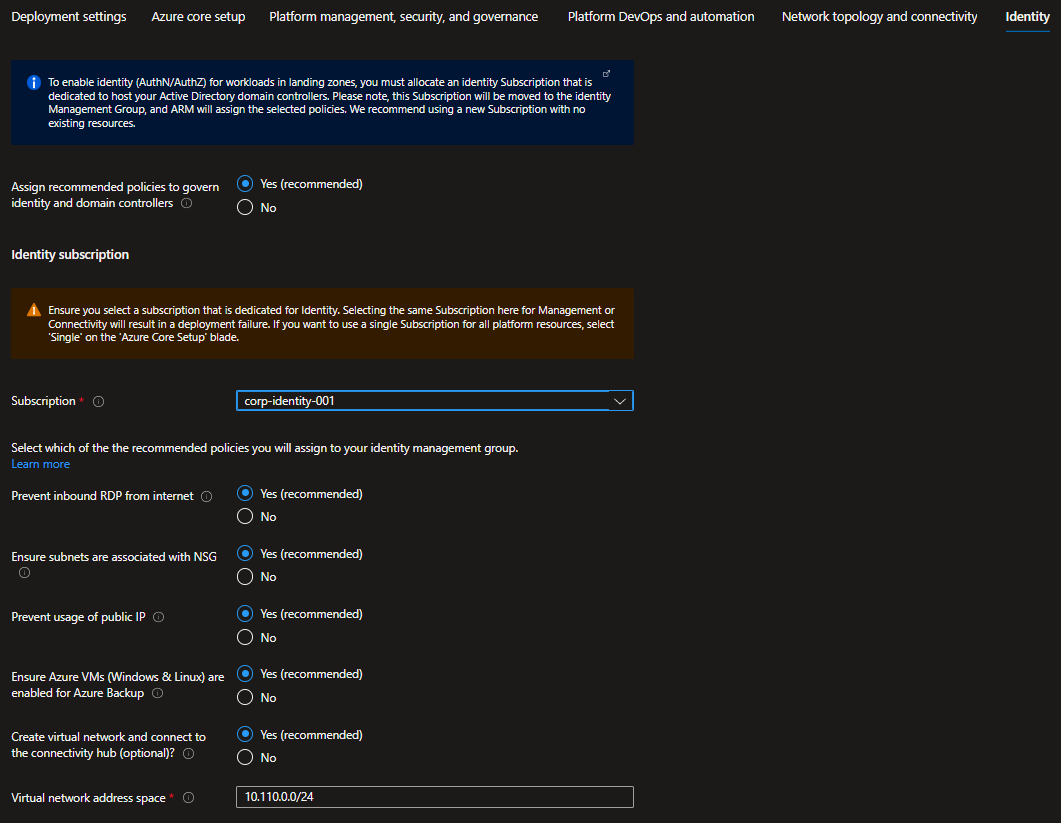 Deployment settings Azure core setup Platform management, security, and governance Platform DevOps and automation Network topology and connectivity Identity
To enable identity (AuthN/AuthZ) for workloads in landing zones, you must allocate an identity Subscription that is
dedicated to host your Active Directory domain controllers. Please note, this Subscription will be moved to the identity
Management Group, and ARM will assign the selected policies. We recommend using a new Subscription with no
existing resources.
Assign recommended policies to govern
identity and domain controllers
Yes (recommended)
No
Identity subscription
Ensure you select a subscription that is dedicated for Identity. Selecting the same Subscription here for Management or
Connectivity will result in a deployment failure. If you want to use a single Subscription for all platform resources, select
'Single' on the 'Azure Core Setup' blade.
Subscription * corp-identity-001
Select which of the the recommended policies you will assign to your identity management group.
Learn more
Prevent inbound RDP from internet
Yes (recommended)
No
Ensure subnets are associated with NSG
Yes (recommended)
No
Prevent usage of public IP
Yes (recommended)
No
Ensure Azure VMs (Windows & Linux) are
enabled for Azure Backup
Yes (recommended)
No
Create virtual network and connect to
the connectivity hub (optional)?
Yes (recommended)
No
Virtual network address space * 10.110.0.0/24